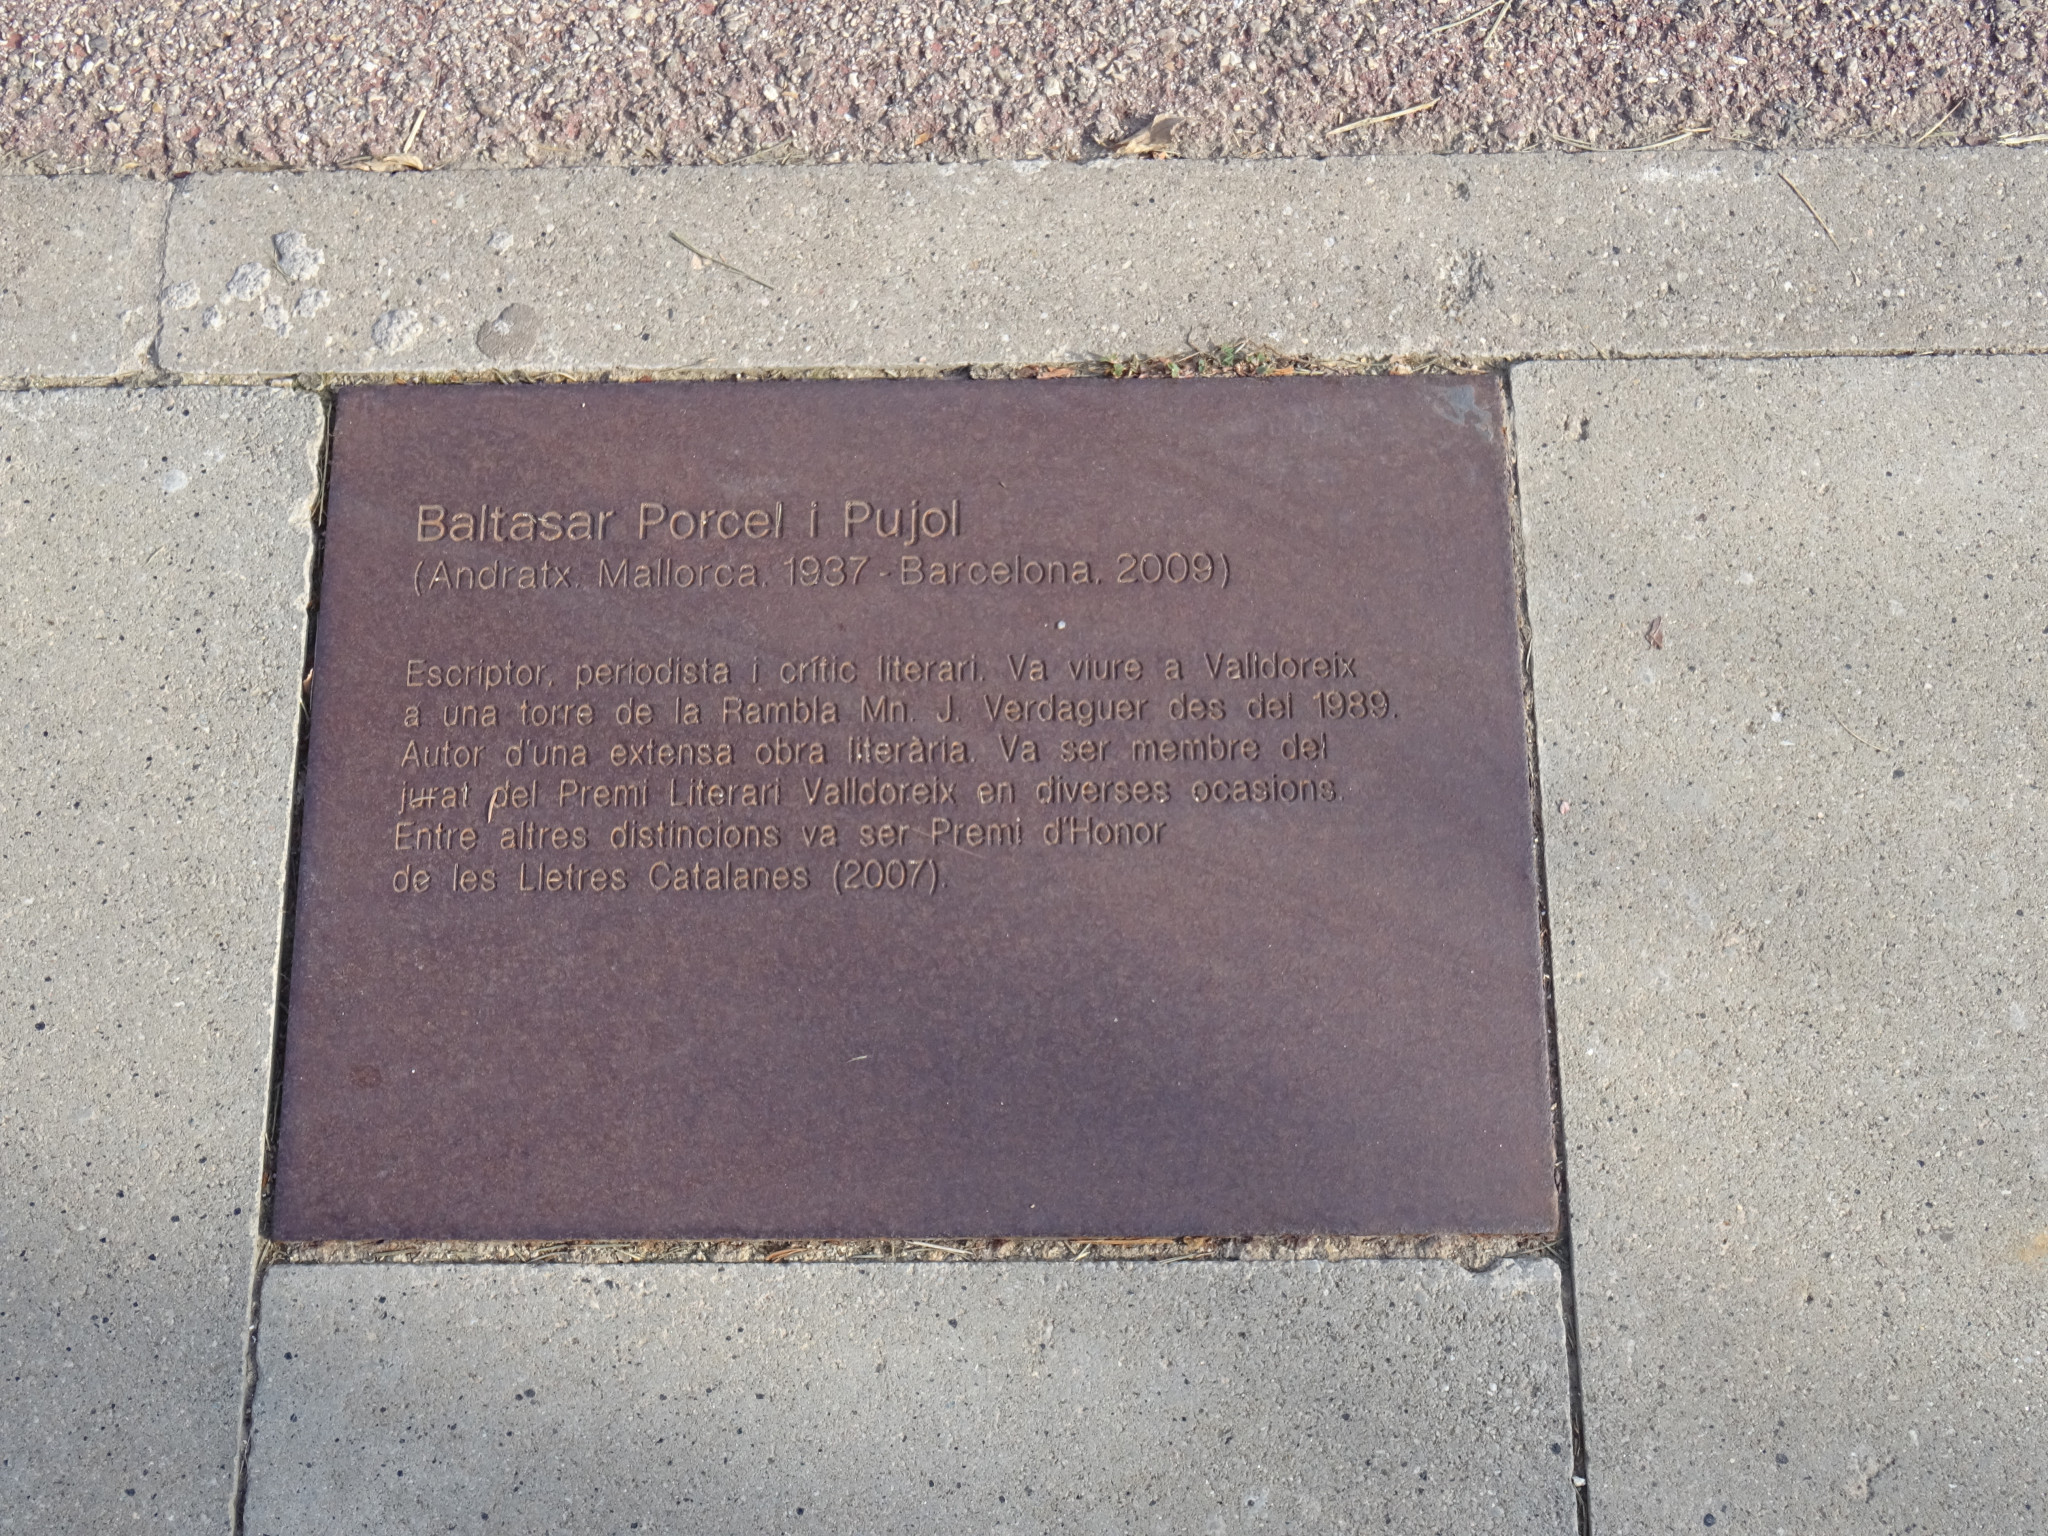 Baltasar Porcel i Pujol
(Andratx, Mallorca, 1937 - Barcelona, 2009)
Escriptor, periodista i crític literari. Va viure a Valldoreix
a una torre de la Rambla Mn. J. Verdaguer des del 1989.
Autor d'una extensa obra literària. Va ser membre del
jurat del Premi Literari Valldoreix en diverses ocasions.
Entre altres distincions va ser Premi d'Honor
de les Lletres Catalanes (2007).